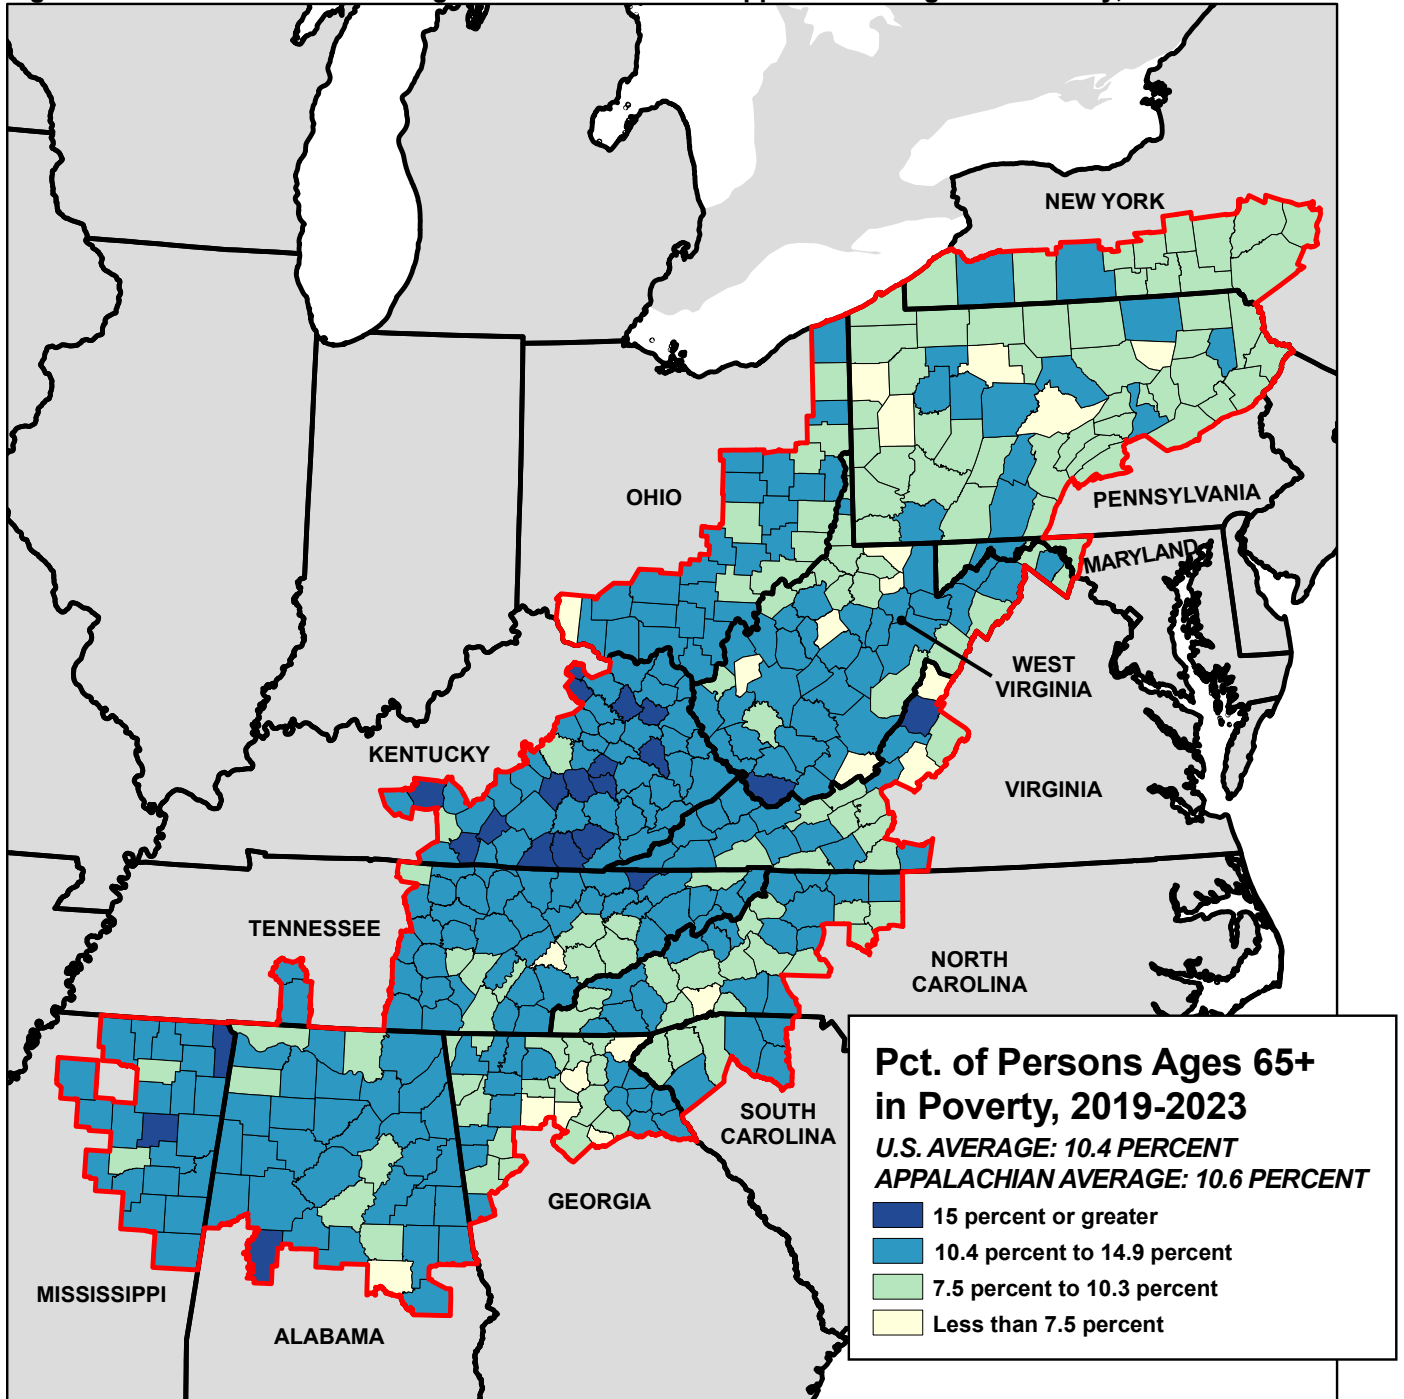 NEW YORK
OHIO
PENNSYLVANIA
MARYLAND
WEST
VIRGINIA
KENTUCKY
VIRGINIA
TENNESSEE
NORTH
CAROLINA
SOUTH
CAROLINA
GEORGIA
MISSISSIPPI
ALABAMA
Pct. of Persons Ages 65+
in Poverty, 2019-2023
U.S. AVERAGE: 10.4 PERCENT
APPALACHIAN AVERAGE: 10.6 PERCENT
15 percent or greater
10.4 percent to 14.9 percent
7.5 percent to 10.3 percent
Less than 7.5 percent